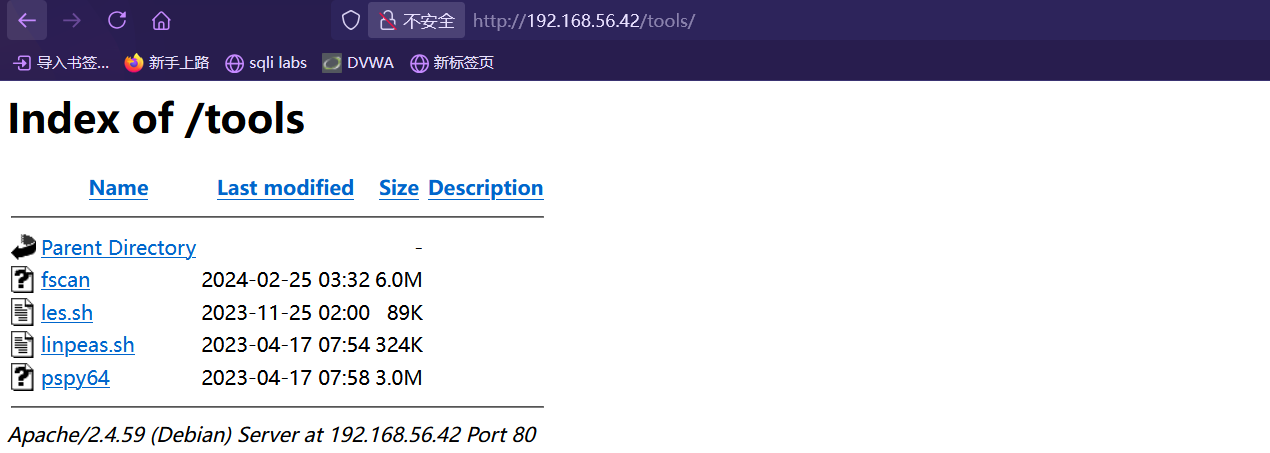 不安全 http://192.168.56.42/tools/
导入书签... 新手上路 sqli labs DVWA 新标签页
Index of /tools
Name Last modified Size Description
Parent Directory -
fscan 2024-02-25 03:32 6.0M
les.sh 2023-11-25 02:00 89K
linpeas.sh 2023-04-17 07:54 324K
pspy64 2023-04-17 07:58 3.0M
Apache/2.4.59 (Debian) Server at 192.168.56.42 Port 80